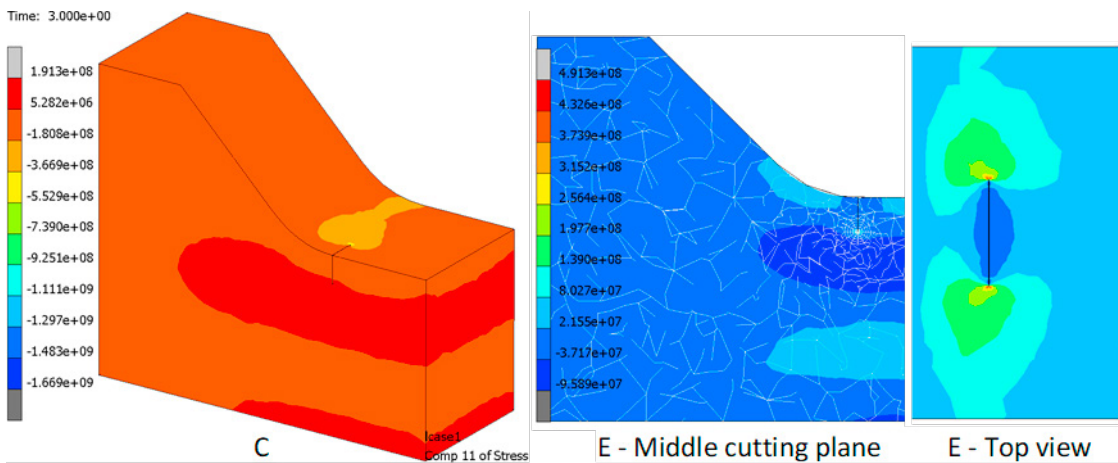 Time: 3.000e+00
1.913e+08
5.282e+06
-1.808e+08
-3.669e+08
-5.529e+08
-7.390e+08
-9.251e+08
-1.111e+09
-1.297e+09
-1.483e+09
-1.669e+09
lcase1
Comp 11 of Stress
C
4.913e+08
4.326e+08
3.739e+08
3.152e+08
2.564e+08
1.977e+08
1.390e+08
8.027e+07
2.155e+07
-3.717e+07
-9.589e+07
E - Middle cutting plane
E - Top view